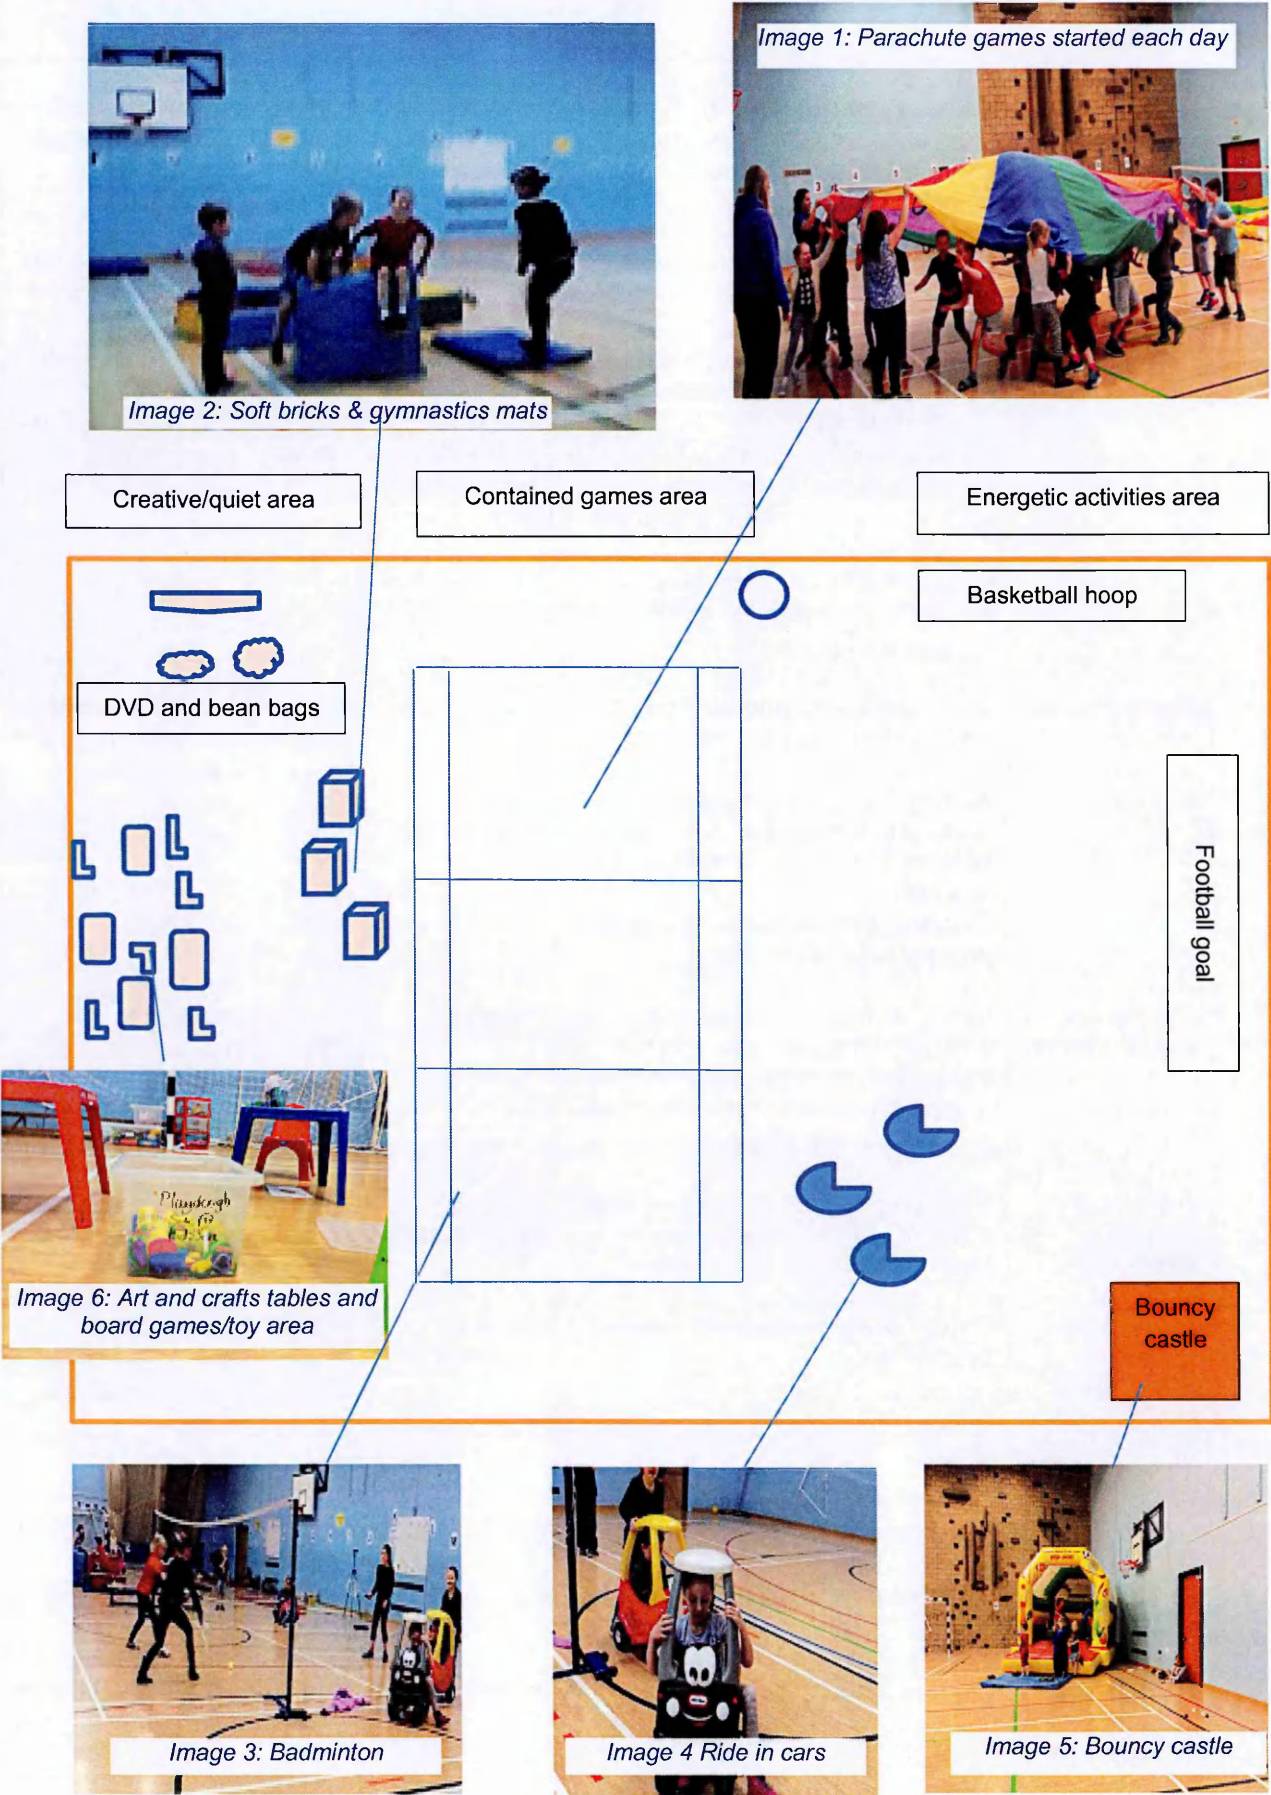 Image 1: Parachute games started each day
Image 2: Soft bricks & gymnastics mats
Creative/quiet area
Contained games area
Energetic activities area
Basketball hoop
DVD and bean bags
Football goal
Playdough
Image 6: Art and crafts tables and
board games/toy area
Bouncy
castle
Image 3: Badminton
Image 4 Ride in cars
Image 5: Bouncy castle